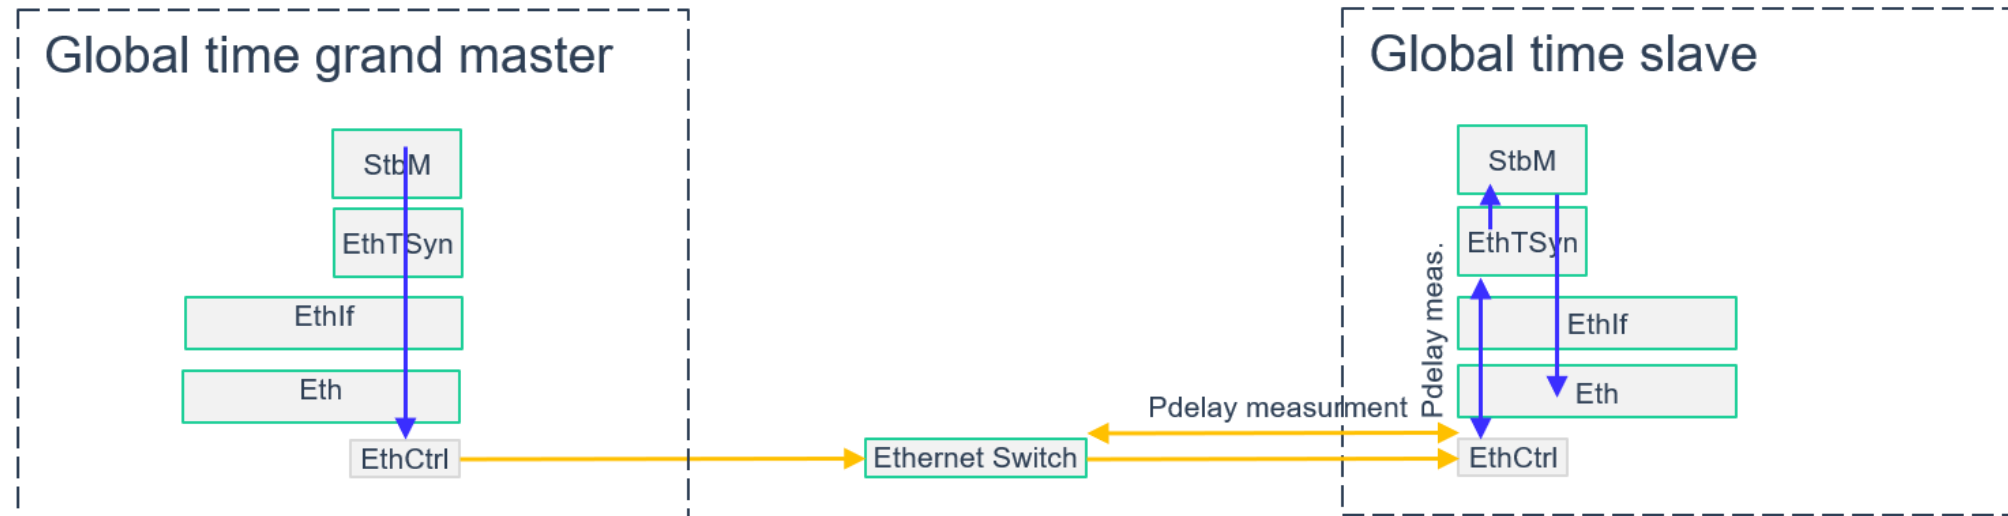 Global time grand master
StbM
EthTSyn
EthIf
Eth
EthCtrl
Ethernet Switch
Pdelay measurment
Global time slave
StbM
EthTSyn
Pdelay meas.
EthIf
Eth
EthCtrl